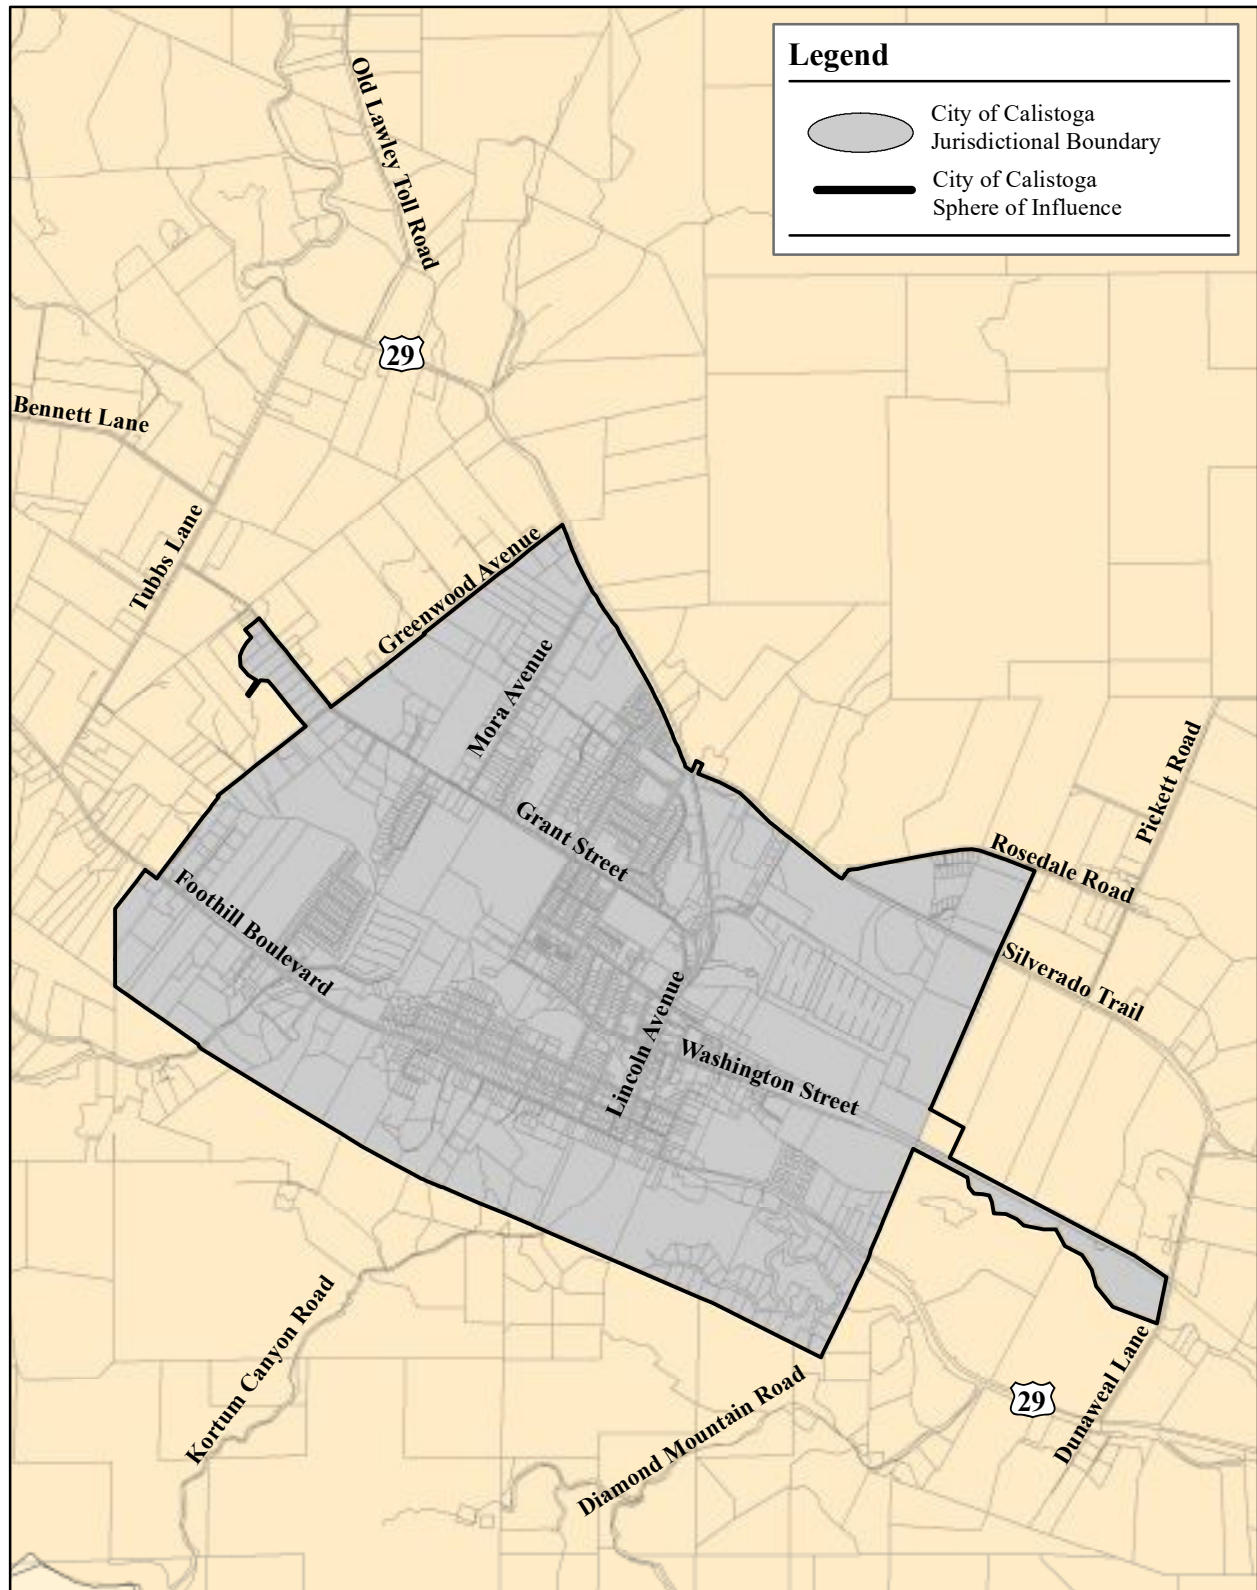 Legend
City of Calistoga
Jurisdictional Boundary
City of Calistoga
Sphere of Influence
Old Lawley Toll Road
29
Bennett Lane
Tubbs Lane
Greenwood Avenue
Mora Avenue
Pickett Road
Grant Street
Rosedale Road
Foothill Boulevard
Silverado Trail
Lincoln Avenue
Washington Street
Kortum Canyon Road
Diamond Mountain Road
29
Dunaweal Lane